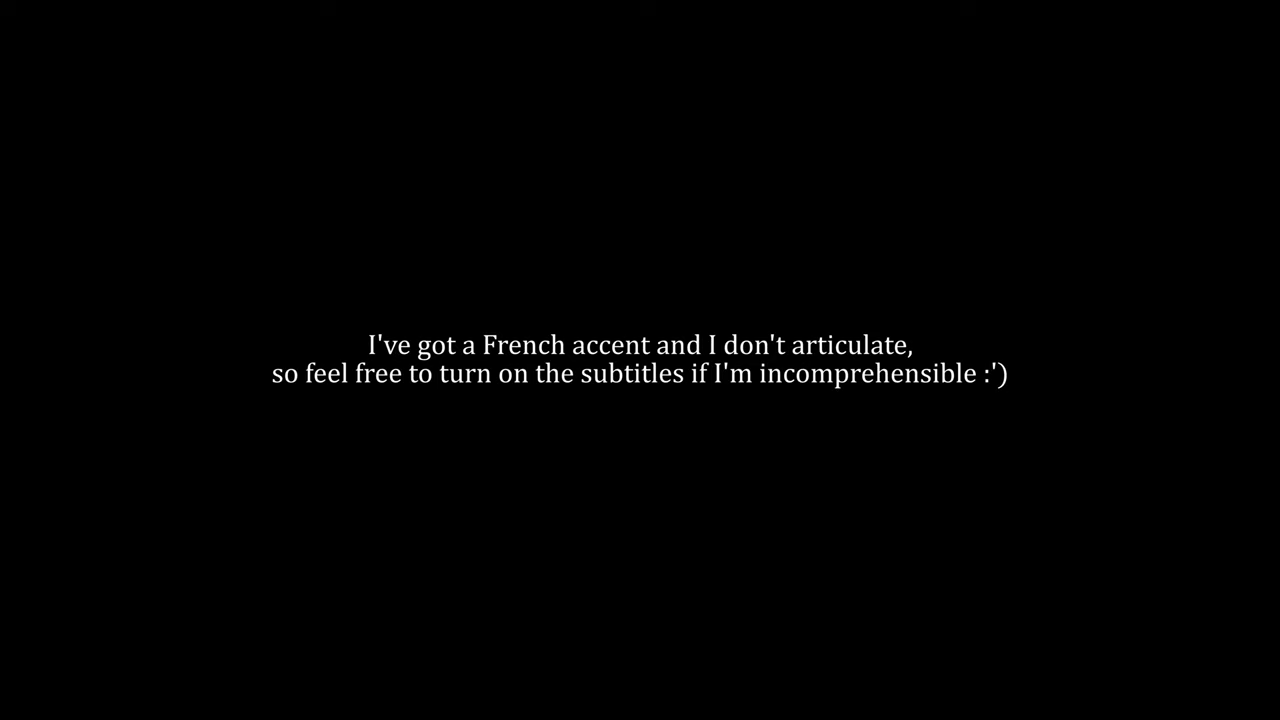 I've got a French accent and I don't articulate,
so feel free to turn on the subtitles if I'm incomprehensible :')